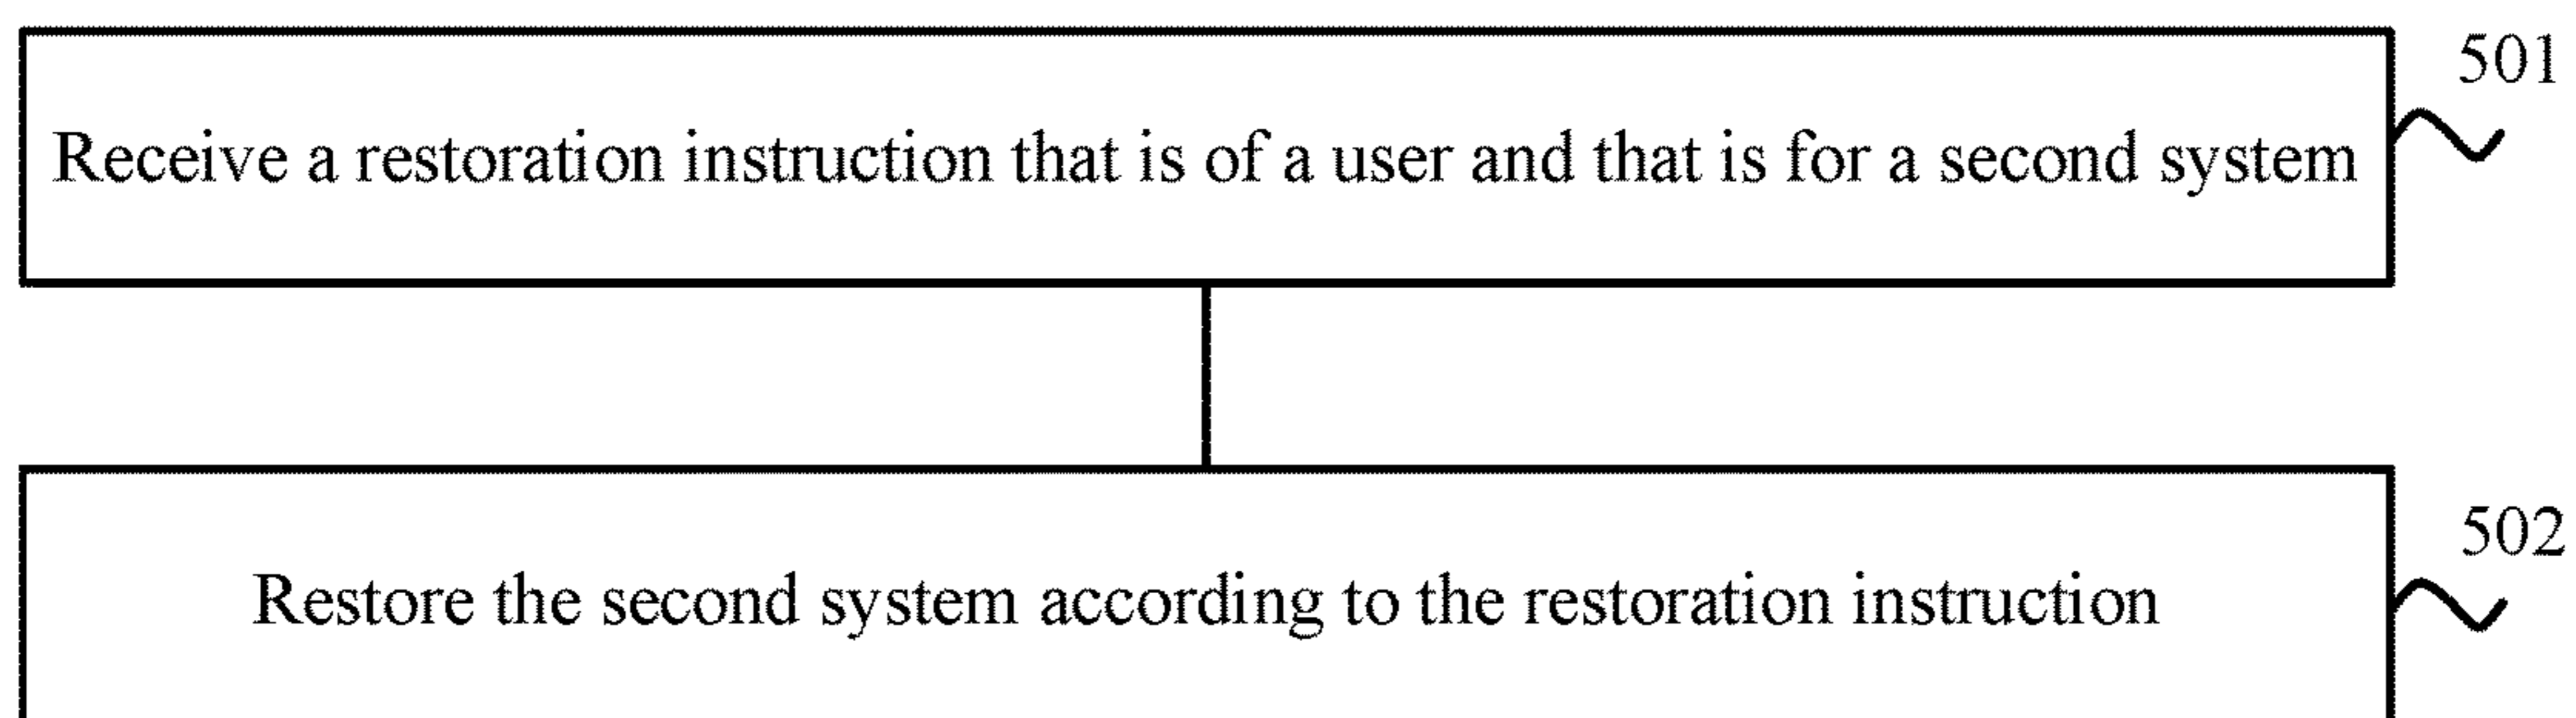 501
Receive a restoration instruction that is of a user and that is for a second system
502
Restore the second system according to the restoration instruction